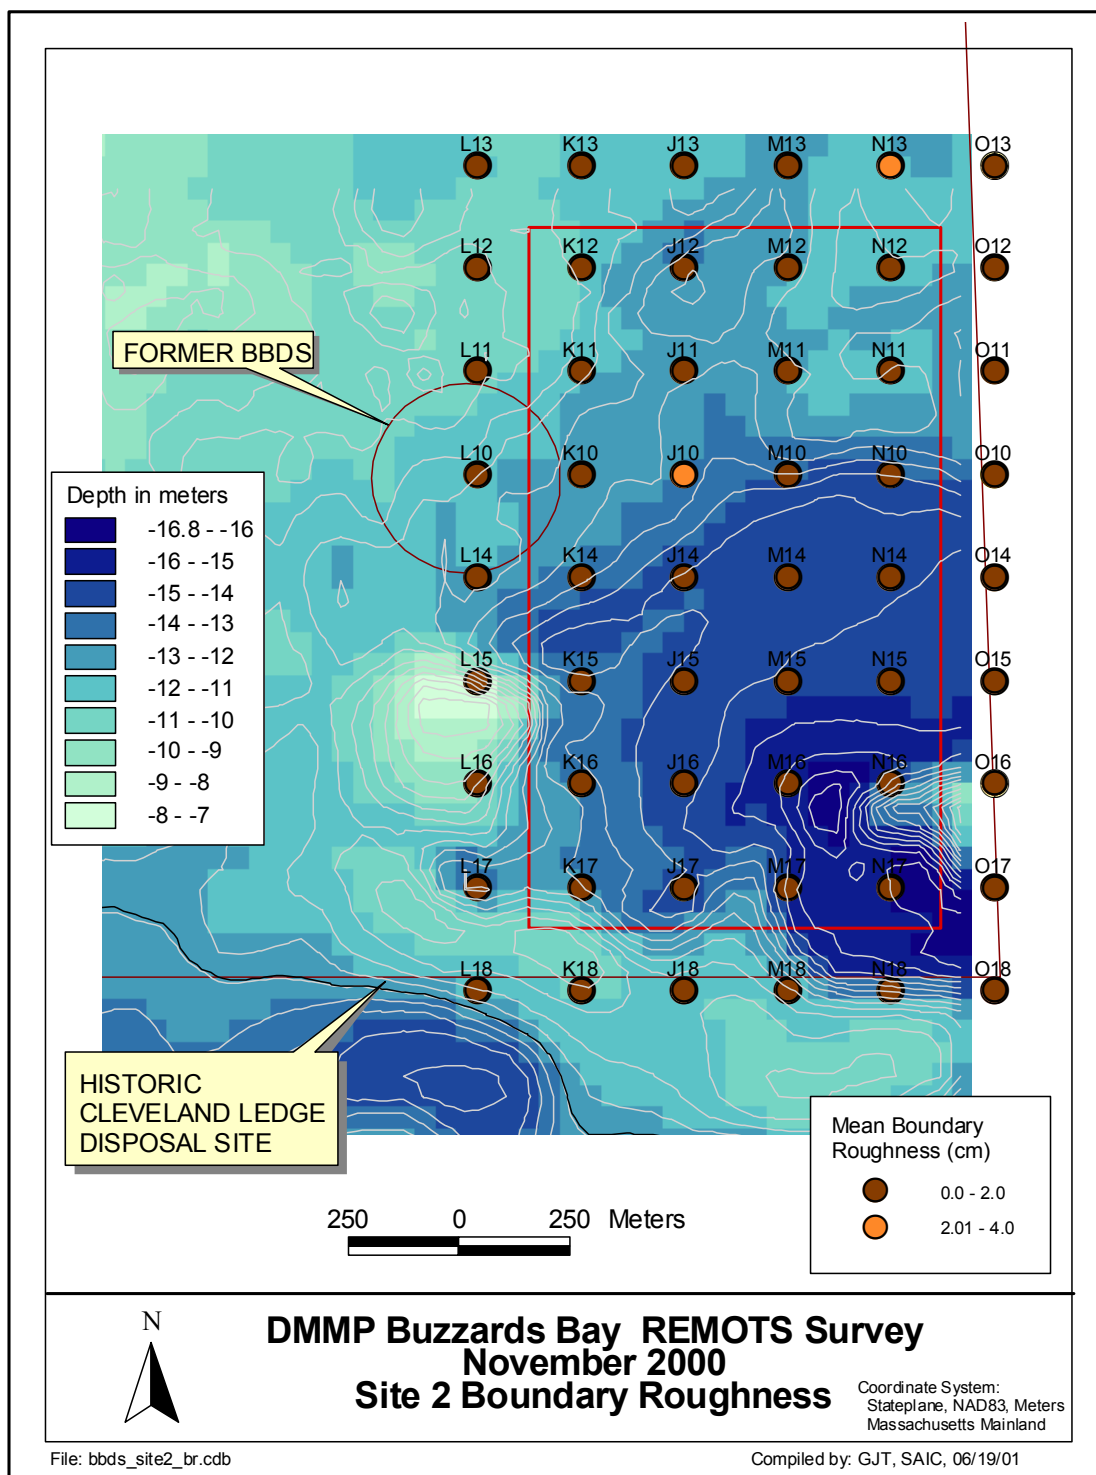 L13 K13 J13 M13 N13 O13
L12 K12 J12 M12 N12 O12
FORMER BBDS
L11 K11 J11 M11 N11 O11
L10 K10 J10 M10 N10 O10
Depth in meters
-16.8 - -16
-16 - -15
-15 - -14
-14 - -13
-13 - -12
-12 - -11
-11 - -10
-10 - -9
-9 - -8
-8 - -7
L14 K14 J14 M14 N14 O14
L15 K15 J15 M15 N15 O15
L16 K16 J16 M16 N16 O16
L17 K17 J17 M17 N17 O17
L18 K18 J18 M18 N18 O18
HISTORIC
CLEVELAND LEDGE
DISPOSAL SITE
Mean Boundary
Roughness (cm)
0.0 - 2.0
2.01 - 4.0
250 0 250 Meters
N
DMMP Buzzards Bay REMOTS Survey
November 2000
Site 2 Boundary Roughness
Coordinate System:
Stateplane, NAD83, Meters
Massachusetts Mainland
File: bbds_site2_br.cdb
Compiled by: GJT, SAIC, 06/19/01